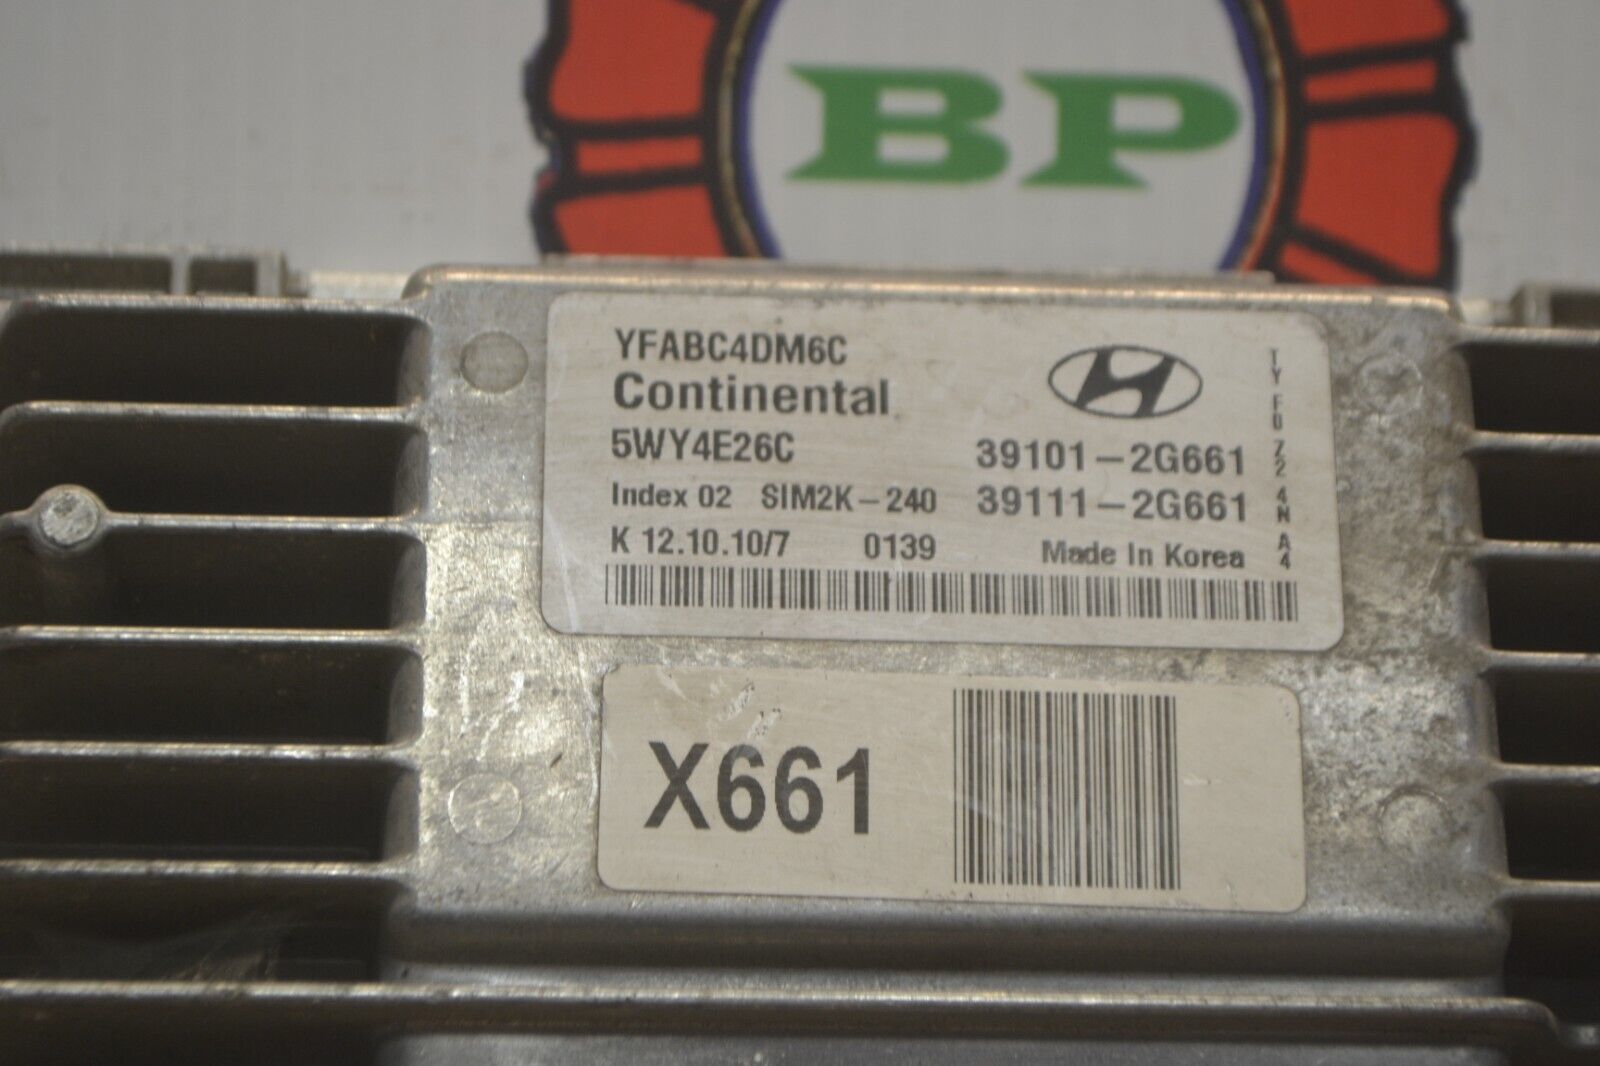 BP
YFABC4DM6C
Continental
5WY4E26C 39101-2G661
Index 02 SIM2K-240 39111-2G661
K 12.10.10/7 0139 Made In Korea
TYF0Z24NA4
X661